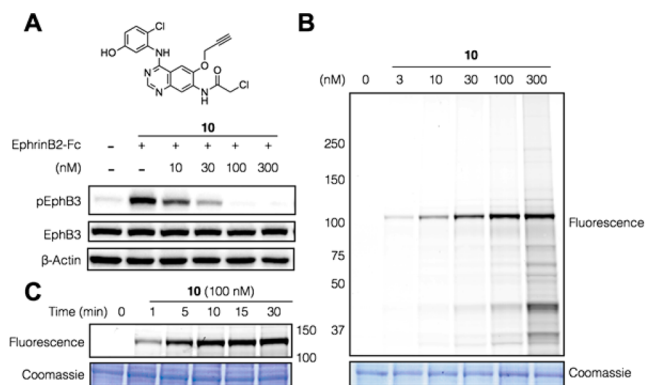 A
Cl
HO
NH
N
N
O
O
N
H
Cl
10
EphrinB2-Fc - + + + + +
(nM) - - 10 30 100 300
pEphB3
EphB3
β-Actin
B
10
(nM) 0 3 10 30 100 300
250
150
100
75
50
37
Fluorescence
Coomassie
C
10 (100 nM)
Time (min) 0 1 5 10 15 30
Fluorescence
150
100
Coomassie